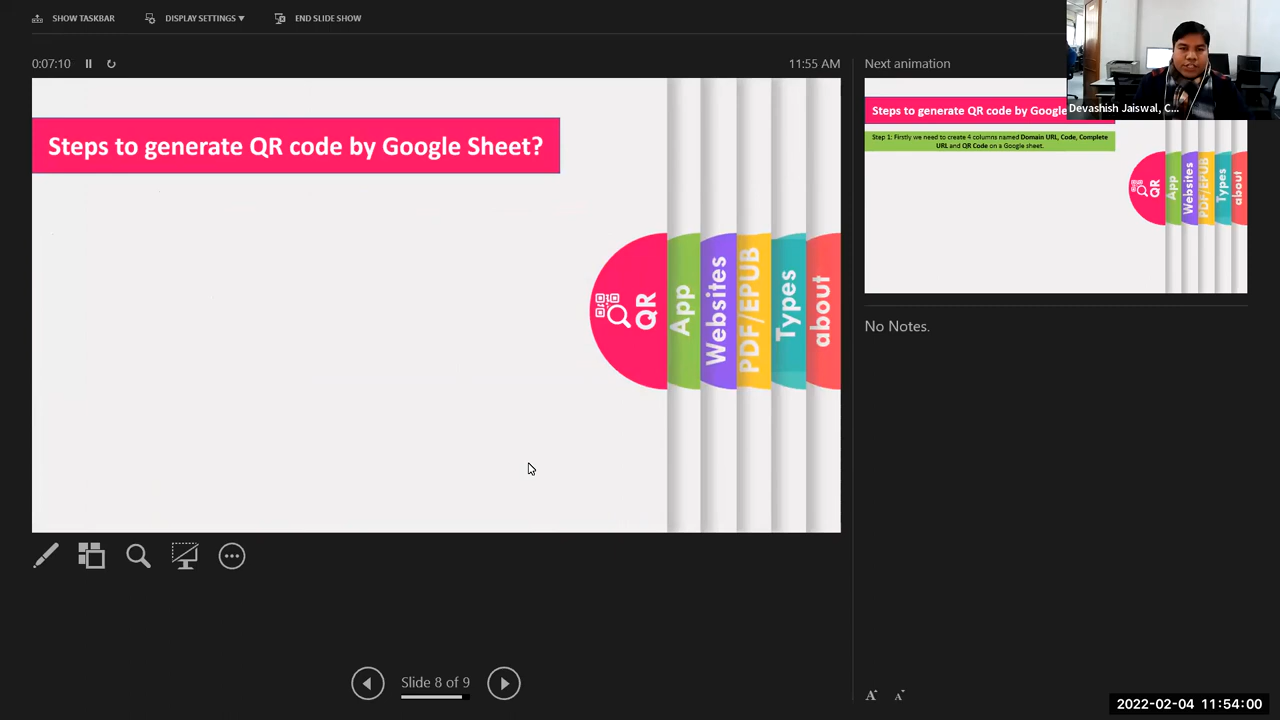 SHOW TASKBAR
DISPLAY SETTINGS ▾
END SLIDE SHOW
0:07:10
11:55 AM
Next animation
Devashish Jaiswal, C...
Steps to generate QR code by Google Sheet?
QR
App
Websites
PDF/EPUB
Types
about
Steps to generate QR code by Google
Step 1: Firstly we need to create 4 columns named Domain URL, Code, Complete
URL and QR Code on a Google sheet.
QR
App
Websites
PDF/EPUB
Types
about
No Notes.
Slide 8 of 9
A A
2022-02-04 11:54:00